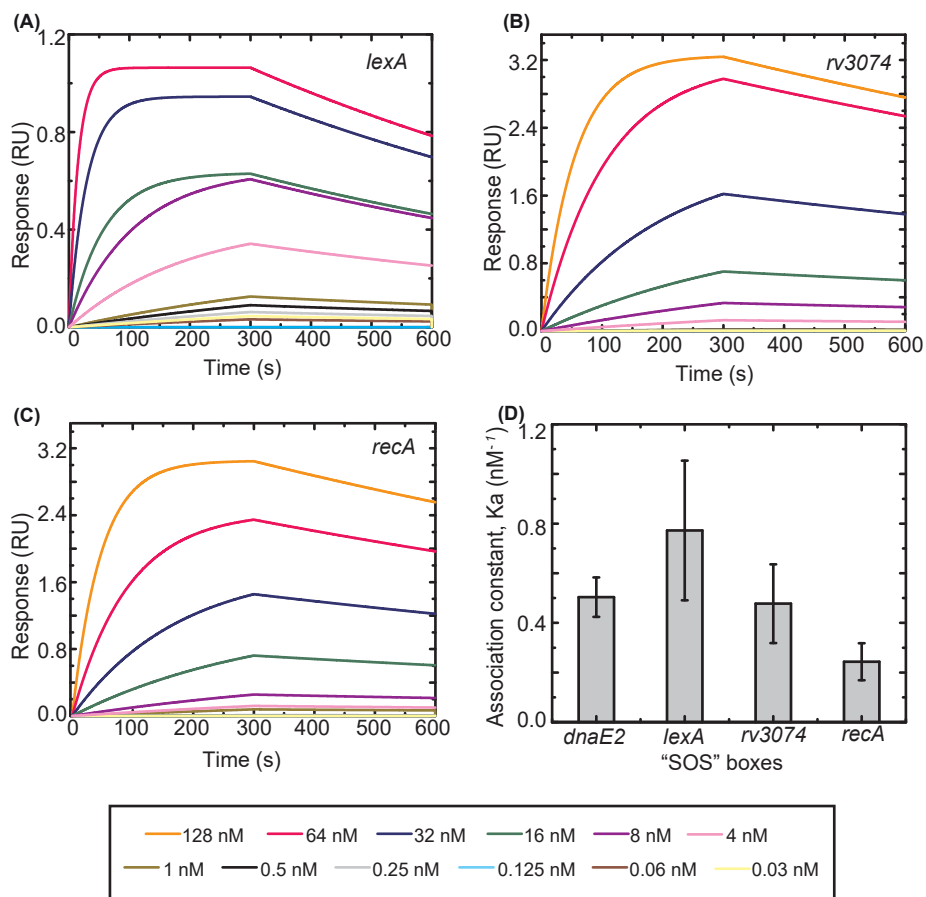 (A)
lexA
Response (RU)
1.2
0.8
0.4
0.0
0 100 200 300 400 500 600
Time (s)
(B)
rv3074
Response (RU)
3.2
2.4
1.6
0.8
0.0
0 100 200 300 400 500 600
Time (s)
(C)
recA
Response (RU)
3.2
2.4
1.6
0.8
0.0
0 100 200 300 400 500 600
Time (s)
(D)
Association constant, Ka (nM⁻¹)
1.2
0.8
0.4
0.0
dnaE2 lexA rv3074 recA
“SOS” boxes
128 nM 64 nM 32 nM 16 nM 8 nM 4 nM
1 nM 0.5 nM 0.25 nM 0.125 nM 0.06 nM 0.03 nM